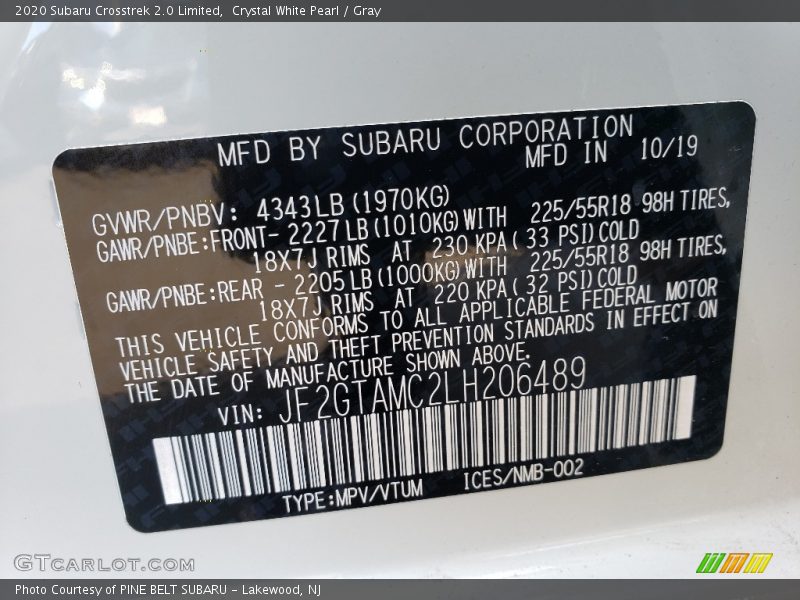 2020 Subaru Crosstrek 2.0 Limited, Crystal White Pearl / Gray
MFD BY SUBARU CORPORATION
MFD IN 10/19
GVWR/PNBV: 4343LB (1970KG)
GAWR/PNBE:FRONT- 2227LB (1010KG) WITH 225/55R18 98H TIRES,
18X7J RIMS AT 230 KPA ( 33 PSI) COLD
GAWR/PNBE:REAR - 2205LB (1000KG) WITH 225/55R18 98H TIRES,
18X7J RIMS AT 220 KPA ( 32 PSI) COLD
THIS VEHICLE CONFORMS TO ALL APPLICABLE FEDERAL MOTOR
VEHICLE SAFETY AND THEFT PREVENTION STANDARDS IN EFFECT ON
THE DATE OF MANUFACTURE SHOWN ABOVE.
VIN: JF2GTAMC2LH206489
TYPE:MPV/VTUM ICES/NMB-002
GTCARLOT.COM
Photo Courtesy of PINE BELT SUBARU - Lakewood, NJ